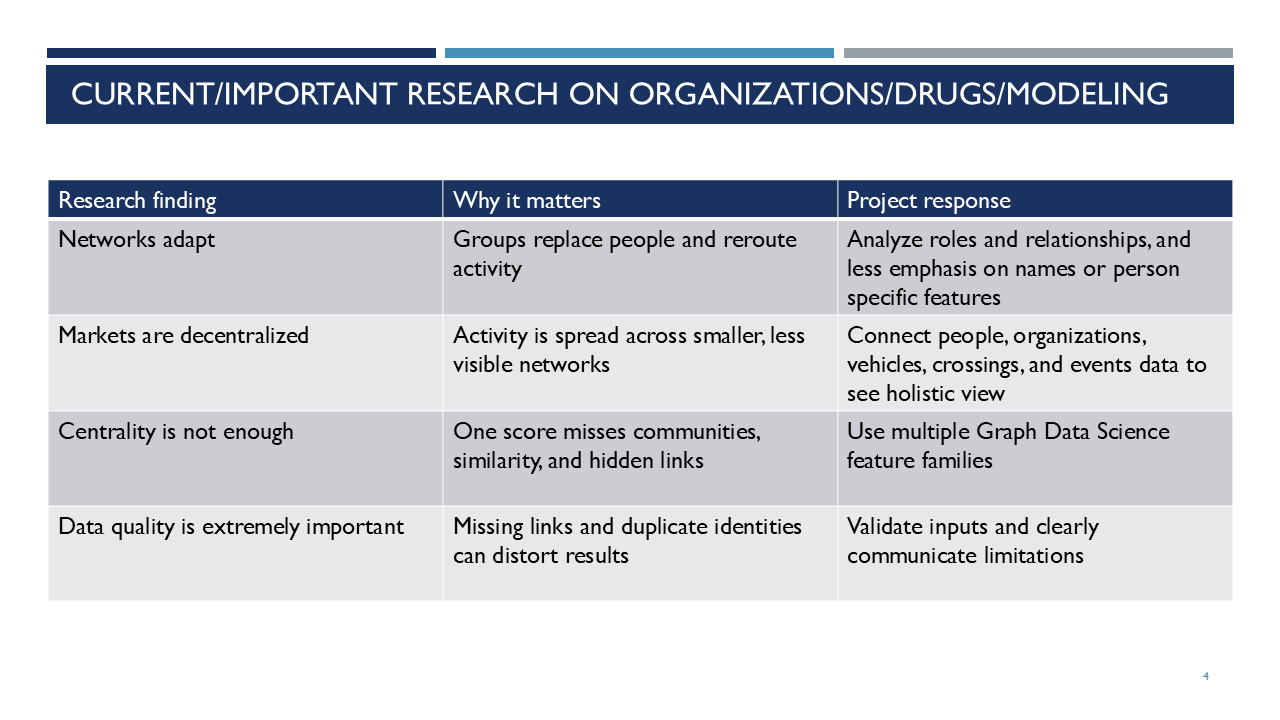 CURRENT/IMPORTANT RESEARCH ON ORGANIZATIONS/DRUGS/MODELING
Research finding
Why it matters
Project response
Networks adapt
Groups replace people and reroute
activity
Analyze roles and relationships, and
less emphasis on names or person
specific features
Markets are decentralized
Activity is spread across smaller, less
visible networks
Connect people, organizations,
vehicles, crossings, and events data to
see holistic view
Centrality is not enough
One score misses communities,
similarity, and hidden links
Use multiple Graph Data Science
feature families
Data quality is extremely important
Missing links and duplicate identities
can distort results
Validate inputs and clearly
communicate limitations
4